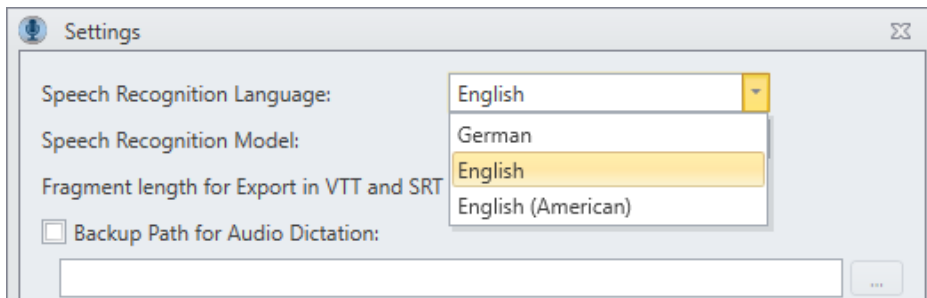 Settings
Speech Recognition Language:
English
Speech Recognition Model:
German
English
English (American)
Fragment length for Export in VTT and SRT
Backup Path for Audio Dictation:
...